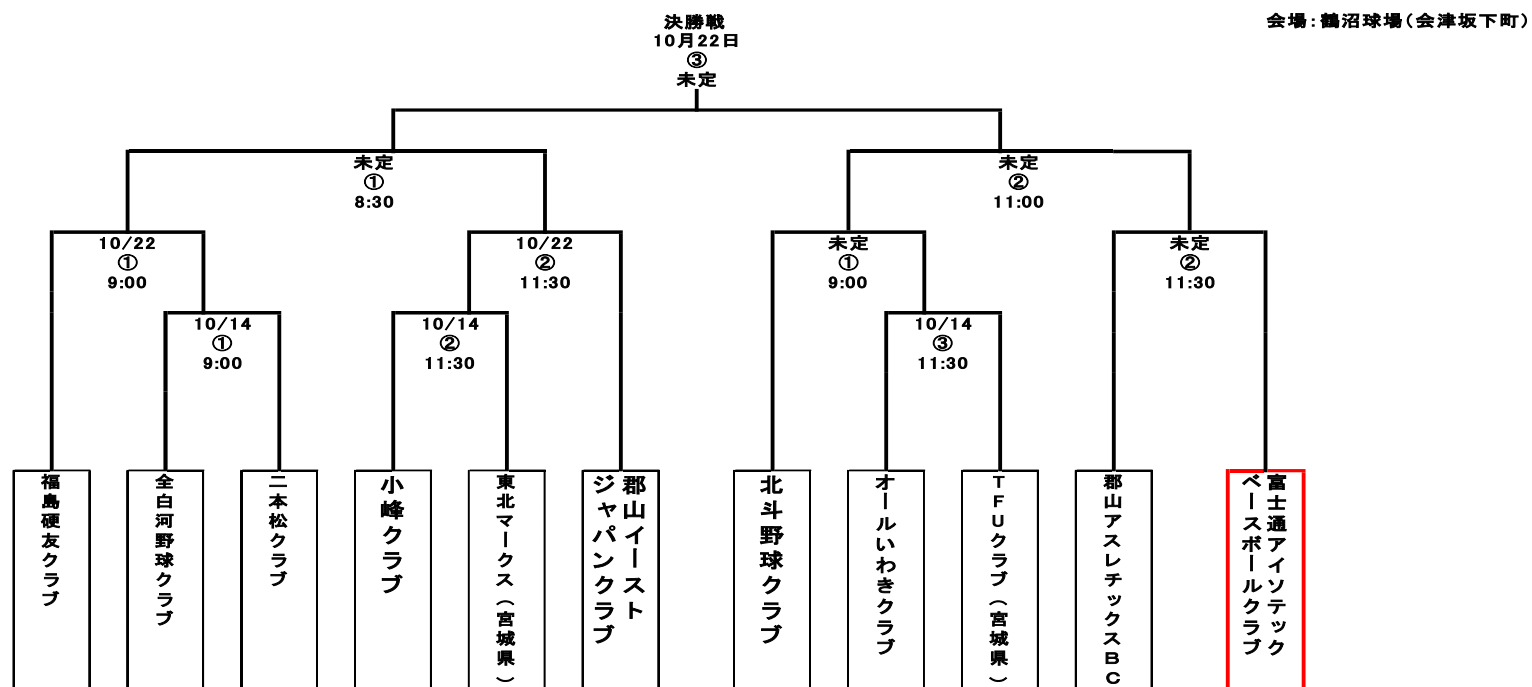 決勝戦
10月22日
③
未定
会場：鶴沼球場（会津坂下町）
未定
①
8:30
未定
②
11:00
10/22
①
9:00
10/22
②
11:30
未定
①
9:00
未定
②
11:30
10/14
①
9:00
10/14
②
11:30
10/14
③
11:30
福島硬友クラブ
全白河野球クラブ
二本松クラブ
小峰クラブ
東北マークス（宮城県）
郡山イースト
ジャパンクラブ
北斗野球クラブ
オールいわきクラブ
TFUクラブ（宮城県）
郡山アスレチックスBC
富士通アイソテック
ベースボールクラブ